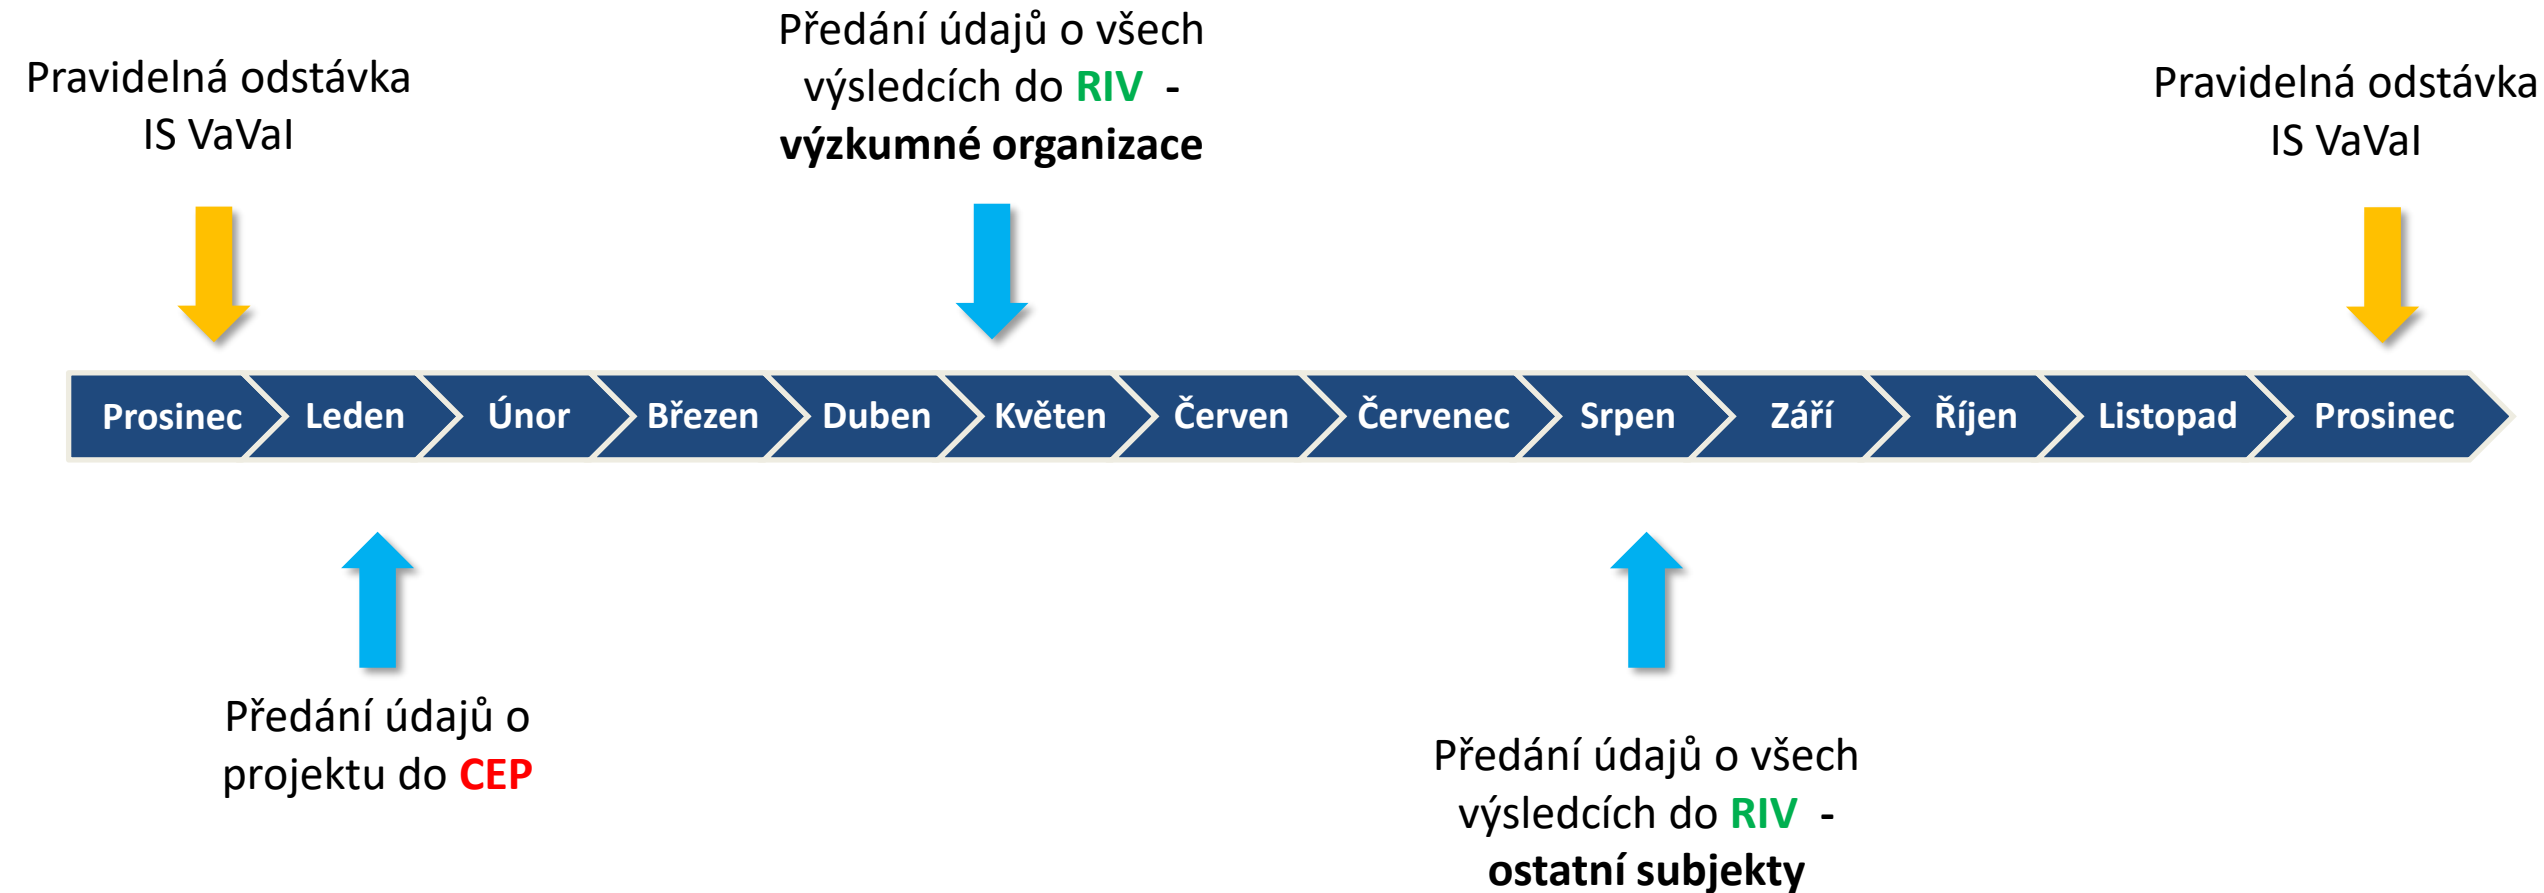 Pravidelná odstávka
IS VaVaI
Předání údajů o všech
výsledcích do RIV -
výzkumné organizace
Pravidelná odstávka
IS VaVaI
Prosinec Leden Únor Březen Duben Květen Červen Červenec Srpen Září Říjen Listopad Prosinec
Předání údajů o
projektu do CEP
Předání údajů o všech
výsledcích do RIV -
ostatní subjekty